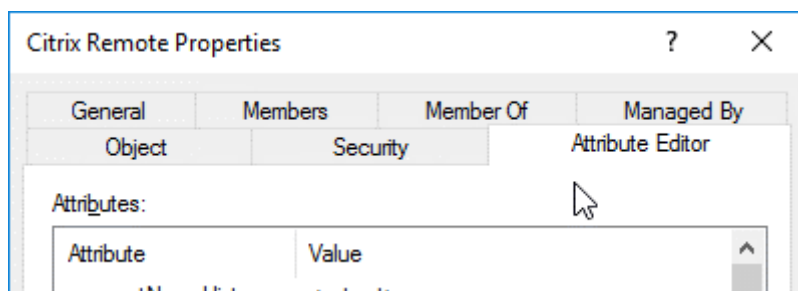 Citrix Remote Properties ? X
General Members Member Of Managed By
Object Security Attribute Editor
Attributes:
Attribute Value